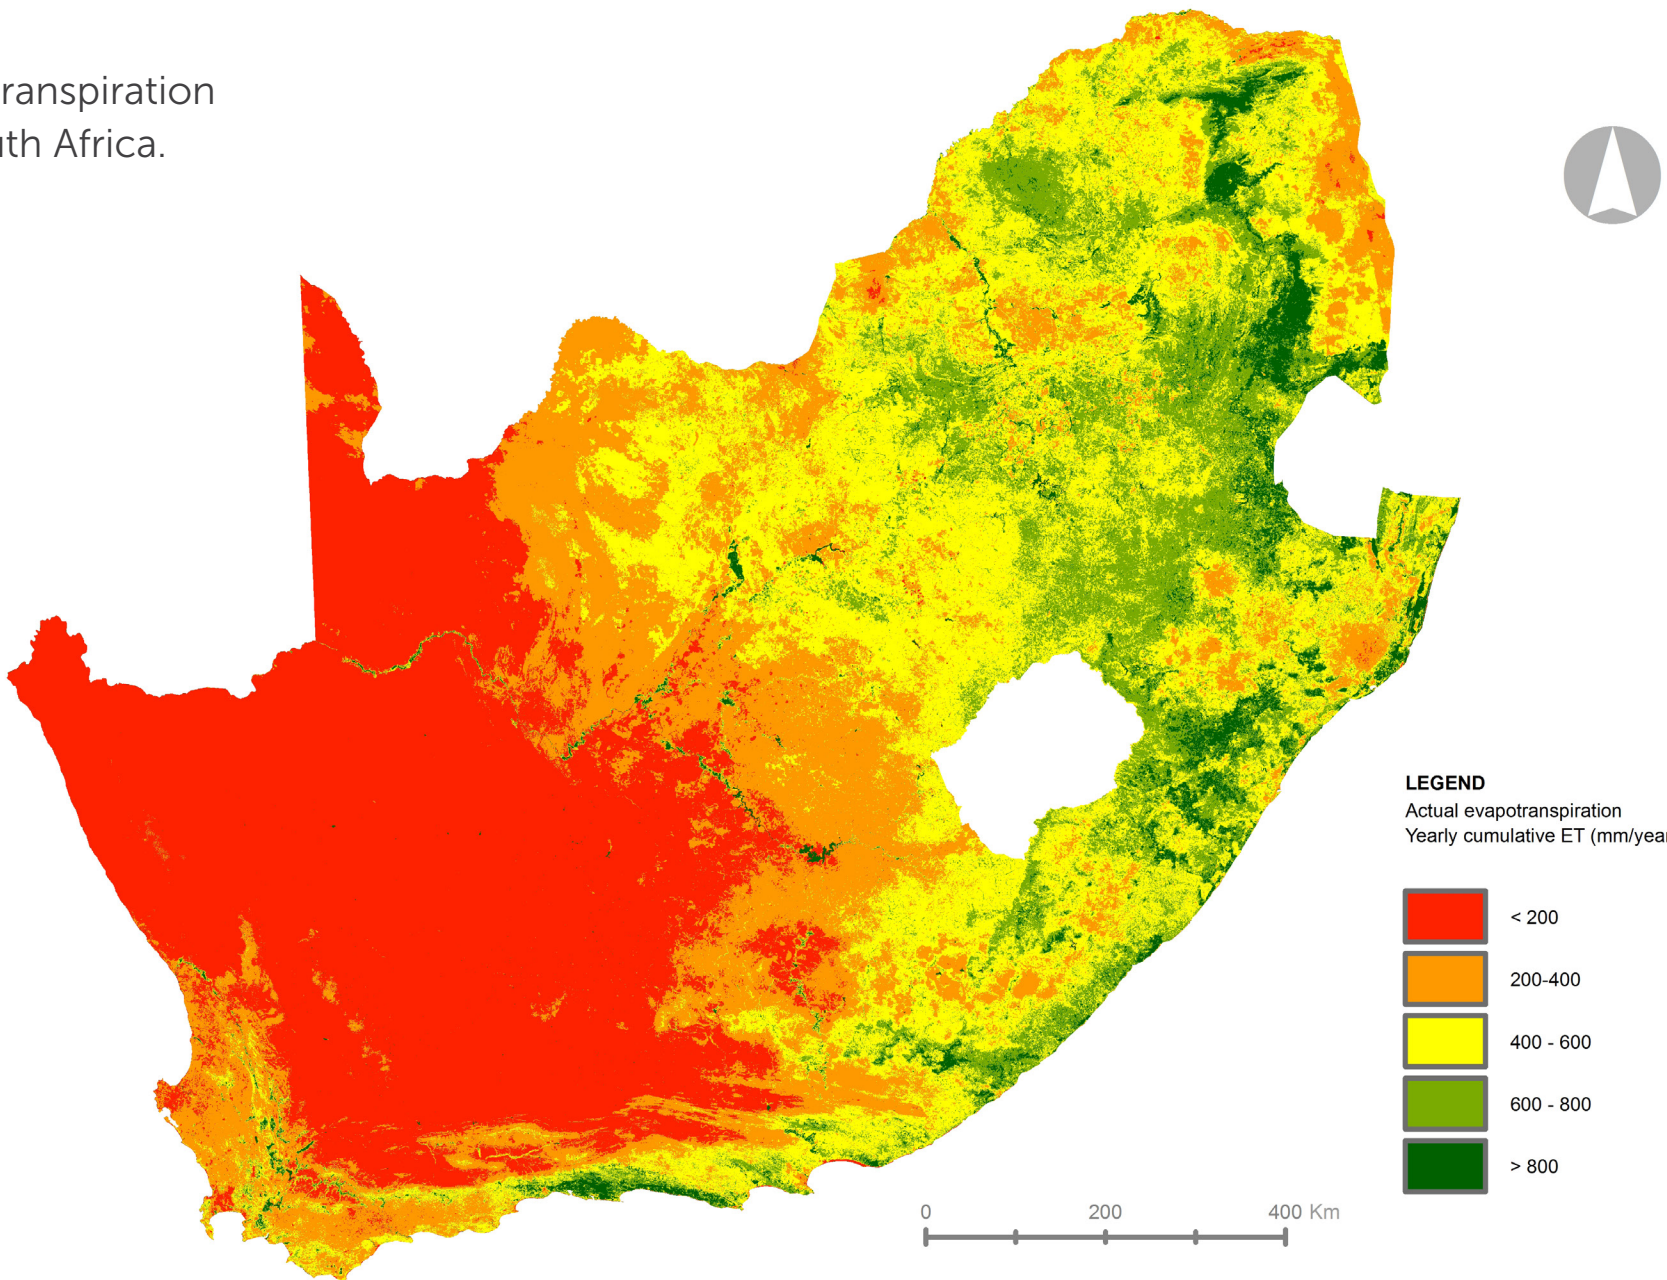 ranspiration
uth Africa.
LEGEND
Actual evapotranspiration
Yearly cumulative ET (mm/year
< 200
200-400
400 - 600
600 - 800
> 800
0 200 400 Km